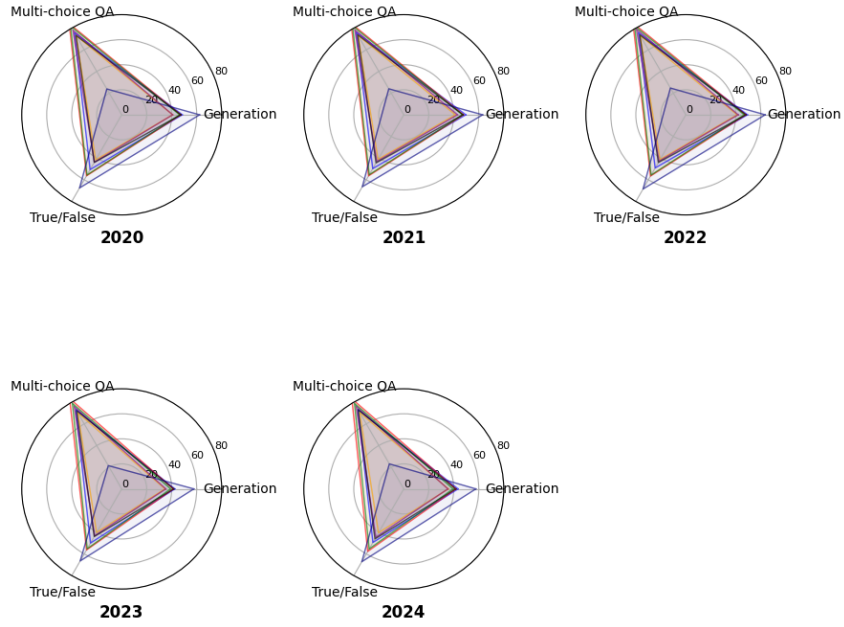 Multi-choice QA
80
60
40
20
0
Generation
True/False
2020
Multi-choice QA
80
60
40
20
0
Generation
True/False
2021
Multi-choice QA
80
60
40
20
0
Generation
True/False
2022
Multi-choice QA
80
60
40
20
0
Generation
True/False
2023
Multi-choice QA
80
60
40
20
0
Generation
True/False
2024